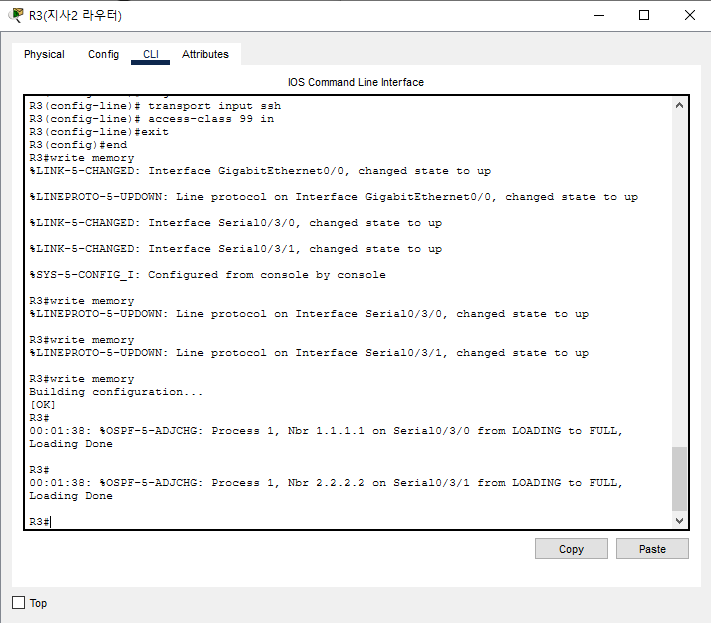 R3(지사2 라우터)
Physical Config CLI Attributes
IOS Command Line Interface
R3(config-line)# transport input ssh
R3(config-line)# access-class 99 in
R3(config-line)#exit
R3(config)#end
R3#write memory
%LINK-5-CHANGED: Interface GigabitEthernet0/0, changed state to up
%LINEPROTO-5-UPDOWN: Line protocol on Interface GigabitEthernet0/0, changed state to up
%LINK-5-CHANGED: Interface Serial0/3/0, changed state to up
%LINK-5-CHANGED: Interface Serial0/3/1, changed state to up
%SYS-5-CONFIG_I: Configured from console by console
R3#write memory
%LINEPROTO-5-UPDOWN: Line protocol on Interface Serial0/3/0, changed state to up
R3#write memory
%LINEPROTO-5-UPDOWN: Line protocol on Interface Serial0/3/1, changed state to up
R3#write memory
Building configuration...
[OK]
R3#
00:01:38: %OSPF-5-ADJCHG: Process 1, Nbr 1.1.1.1 on Serial0/3/0 from LOADING to FULL,
Loading Done
R3#
00:01:38: %OSPF-5-ADJCHG: Process 1, Nbr 2.2.2.2 on Serial0/3/1 from LOADING to FULL,
Loading Done
R3#
Copy Paste
Top